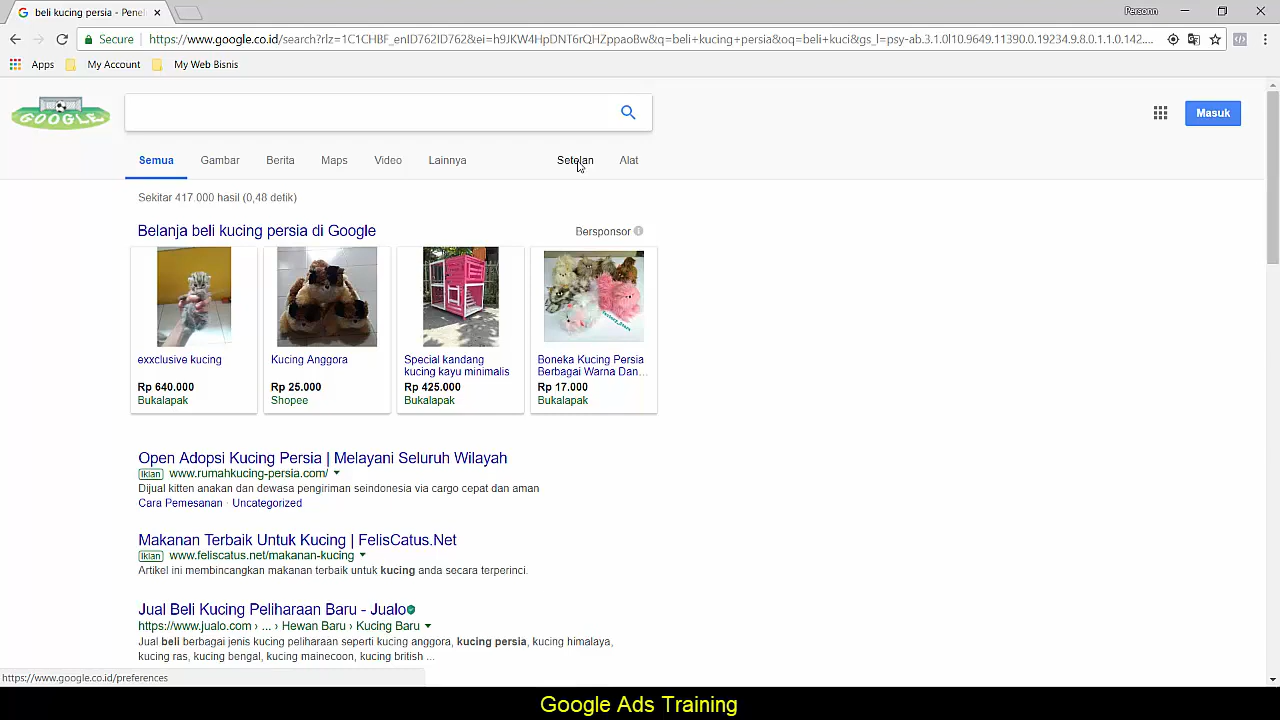 beli kucing persia - Penel
Personn
Secure
https://www.google.co.id/search?rlz=1C1CHBF_enID762ID762&ei=h9JKW4HpDNT6rQHZppaoBw&q=beli+kucing+persia&oq=beli+kuci&gs_l=psy-ab.3.1.0l10.9649.11390.0.19234.9.8.0.1.1.0.142....
Apps
My Account
My Web Bisnis
GOOGLE
Masuk
Semua
Gambar
Berita
Maps
Video
Lainnya
Setelan
Alat
Sekitar 417.000 hasil (0,48 detik)
Belanja beli kucing persia di Google
Bersponsor
exxclusive kucing
Rp 640.000
Bukalapak
Kucing Anggora
Rp 25.000
Shopee
Special kandang
kucing kayu minimalis
Rp 425.000
Bukalapak
Boneka Kucing Persia
Berbagai Warna Dan...
Rp 17.000
Bukalapak
Open Adopsi Kucing Persia | Melayani Seluruh Wilayah
Iklan www.rumahkucing-persia.com/
Dijual kitten anakan dan dewasa pengiriman seindonesia via cargo cepat dan aman
Cara Pemesanan · Uncategorized
Makanan Terbaik Untuk Kucing | FelisCatus.Net
Iklan www.feliscatus.net/makanan-kucing
Artikel ini membincangkan makanan terbaik untuk kucing anda secara terperinci.
Jual Beli Kucing Peliharaan Baru - Jualo
https://www.jualo.com › ... › Hewan Baru › Kucing Baru
Jual beli berbagai jenis kucing peliharaan seperti kucing anggora, kucing persia, kucing himalaya,
kucing ras, kucing bengal, kucing mainecoon, kucing british ...
https://www.google.co.id/preferences
Google Ads Training